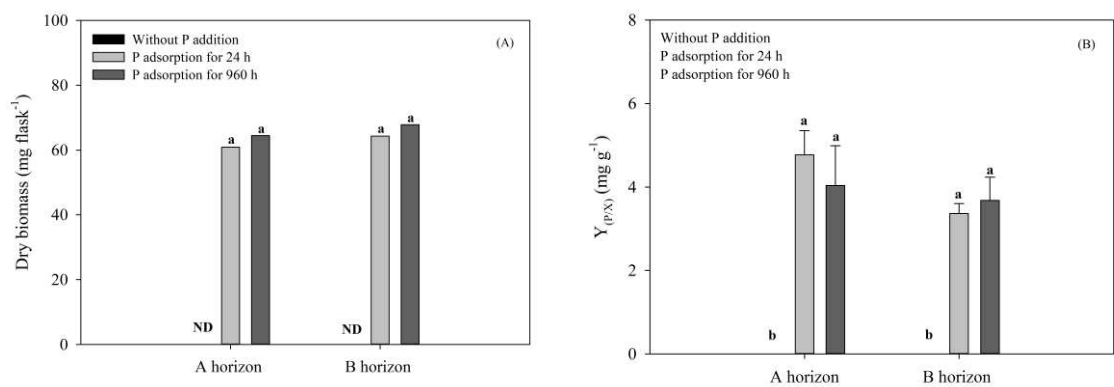 100
80
60
40
20
0
Dry biomass (mg flask⁻¹)
Without P addition
P adsorption for 24 h
P adsorption for 960 h
(A)
ND
a
a
ND
a
a
A horizon
B horizon
8
6
4
2
0
Y(P/X) (mg g⁻¹)
Without P addition
P adsorption for 24 h
P adsorption for 960 h
(B)
b
a
a
b
a
a
A horizon
B horizon